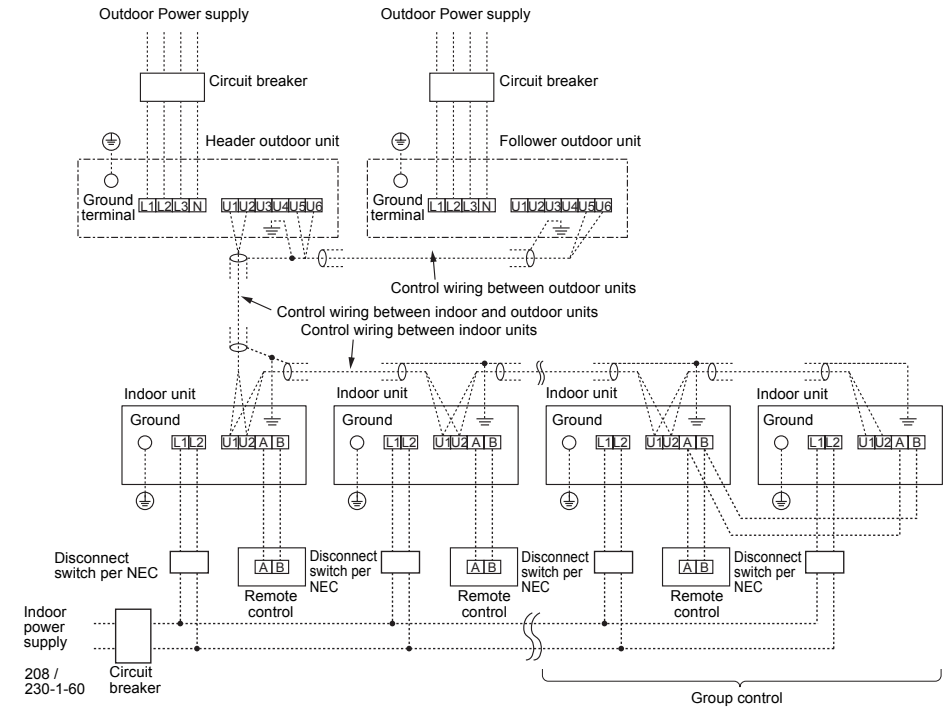 Outdoor Power supply
Outdoor Power supply
Circuit breaker
Circuit breaker
Header outdoor unit
Follower outdoor unit
Ground
terminal
L1 L2 L3 N
U1 U2 U3 U4 U5 U6
Ground
terminal
L1 L2 L3 N
U1 U2 U3 U4 U5 U6
Control wiring between outdoor units
Control wiring between indoor and outdoor units
Control wiring between indoor units
Indoor unit
Indoor unit
Indoor unit
Indoor unit
Ground
Ground
Ground
Ground
L1 L2
U1 U2 A B
L1 L2
U1 U2 A B
L1 L2
U1 U2 A B
L1 L2
U1 U2 A B
Disconnect
switch per NEC
A B
Remote
control
Disconnect
switch per
NEC
A B
Remote
control
Disconnect
switch per
NEC
A B
Remote
control
Disconnect
switch per
NEC
Indoor
power
supply
208 /
230-1-60
Circuit
breaker
Group control